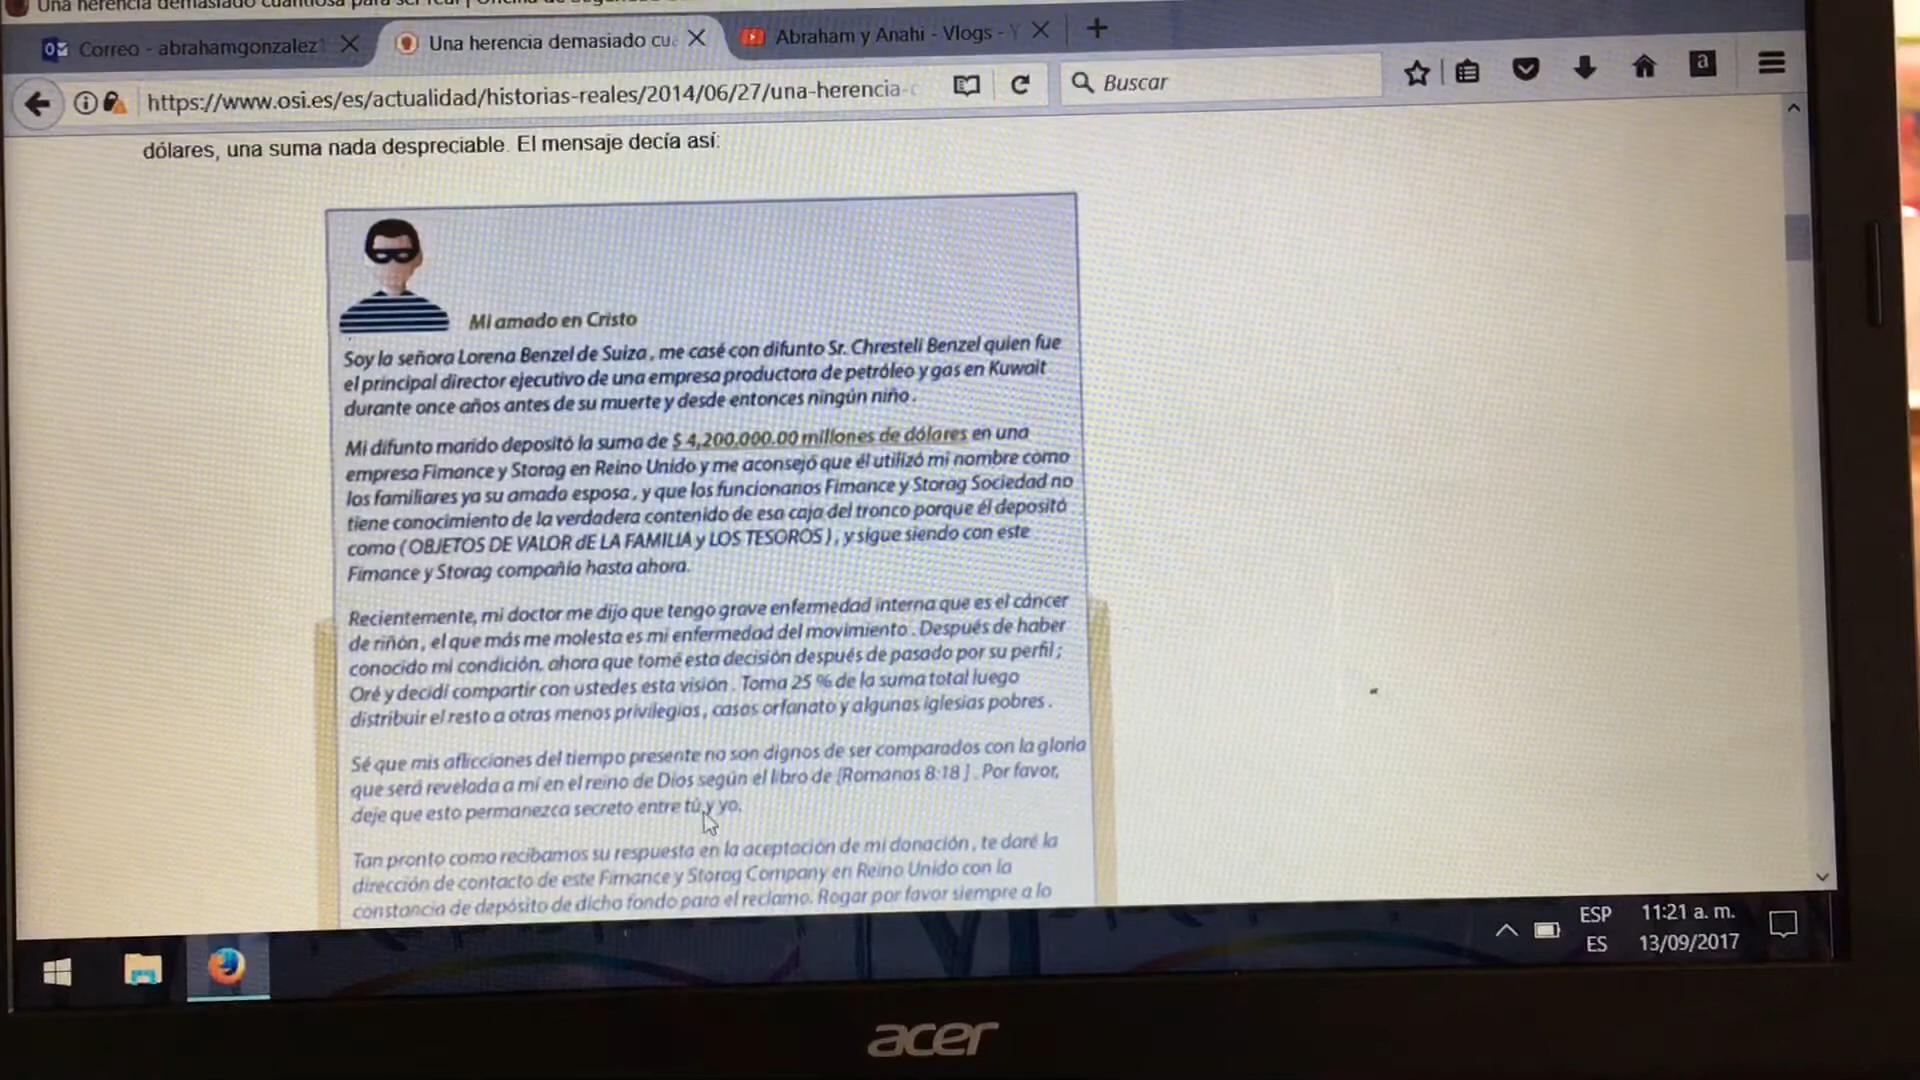 Una herencia demasiado cuantiosa para ser real | Oficina de
Correo - abrahamgonzalez
Una herencia demasiado cu
Abraham y Anahi - Vlogs - Y
https://www.osi.es/es/actualidad/historias-reales/2014/06/27/una-herencia-
Buscar
dólares, una suma nada despreciable. El mensaje decía así:
Mi amado en Cristo
Soy la señora Lorena Benzel de Suiza , me casé con difunto Sr. Chresteli Benzel quien fue
el principal director ejecutivo de una empresa productora de petróleo y gas en Kuwait
durante once años antes de su muerte y desde entonces ningún niño .
Mi difunto marido depositó la suma de $ 4,200,000.00 millones de dólares en una
empresa Fimance y Storag en Reino Unido y me aconsejó que él utilizó mi nombre como
los familiares ya su amada esposa , y que los funcionarios Fimance y Storag Sociedad no
tiene conocimiento de la verdadera contenido de esa caja del tronco porque él depositó
como ( OBJETOS DE VALOR dE LA FAMILIA y LOS TESOROS ) , y sigue siendo con este
Fimance y Storag compañía hasta ahora.
Recientemente, mi doctor me dijo que tengo grave enfermedad interna que es el cáncer
de riñón , el que más me molesta es mi enfermedad del movimiento . Después de haber
conocido mi condición, ahora que tomé esta decisión después de pasado por su perfil ;
Oré y decidí compartir con ustedes esta visión . Toma 25 % de la suma total luego
distribuir el resto a otras menos privilegios , casas orfanato y algunas iglesias pobres .
Sé que mis aflicciones del tiempo presente no son dignos de ser comparados con la gloria
que será revelada a mí en el reino de Dios según el libro de [Romanos 8:18 ] . Por favor,
deje que esto permanezca secreto entre tú y yo.
Tan pronto como recibamos su respuesta en la aceptación de mi donación , te daré la
dirección de contacto de este Fimance y Storag Company en Reino Unido con la
constancia de depósito de dicho fondo para el reclamo. Rogar por favor siempre a lo
ESP
ES
11:21 a. m.
13/09/2017
acer